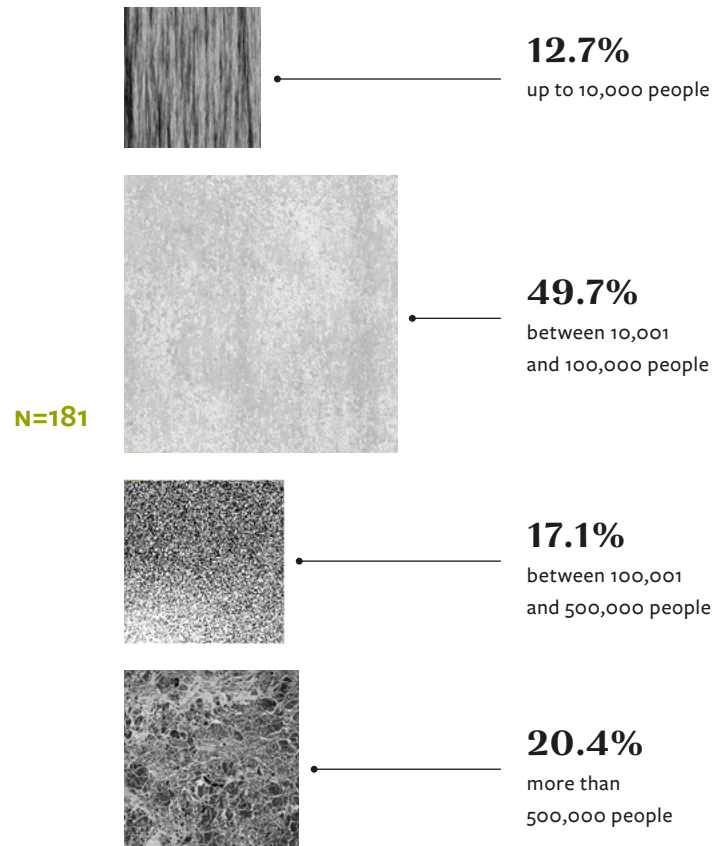 12.7%
up to 10,000 people
49.7%
between 10,001
and 100,000 people
N=181
17.1%
between 100,001
and 500,000 people
20.4%
more than
500,000 people